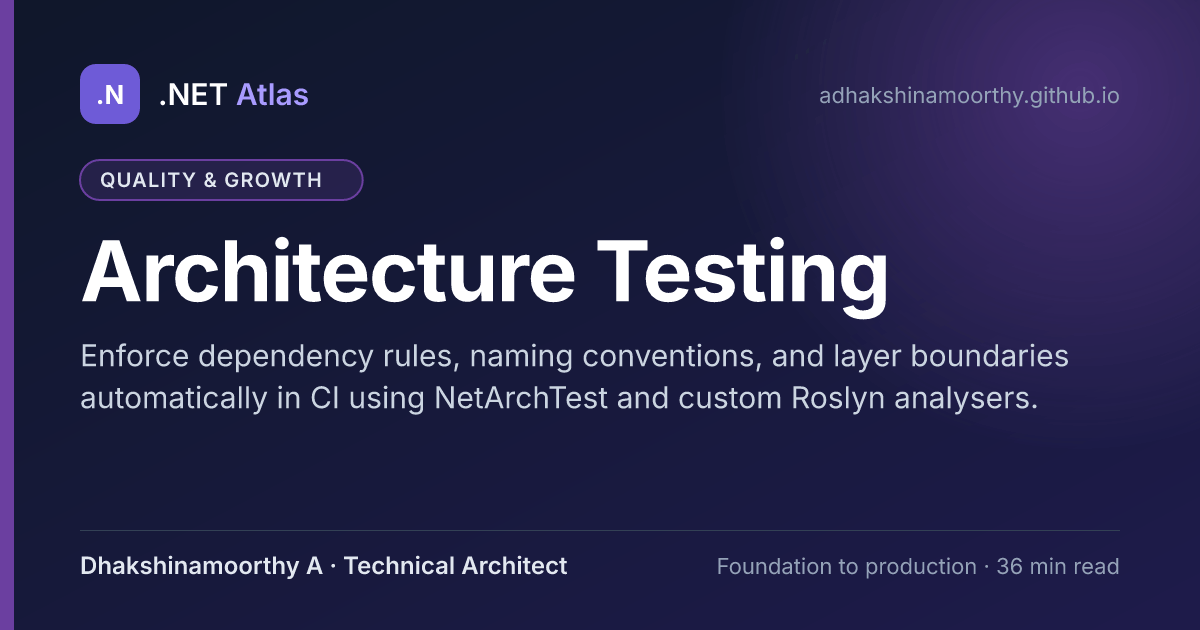 .N
.NET Atlas
adhakshinamoorthy.github.io
QUALITY & GROWTH
Architecture Testing
Enforce dependency rules, naming conventions, and layer boundaries
automatically in CI using NetArchTest and custom Roslyn analysers.
Dhakshinamoorthy A · Technical Architect
Foundation to production · 36 min read